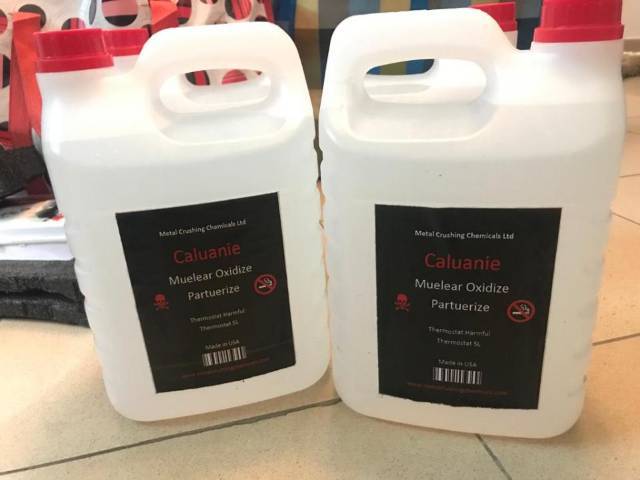 Metal Crushing Chemicals Ltd
Caluanie
Muelear Oxidize
Partuerize
Thermostat Harmful
Thermostat 5L
Made in USA
Metal Crushing Chemicals Ltd
Caluanie
Muelear Oxidize
Partuerize
Thermostat Harmful
Thermostat 5L
Made in USA